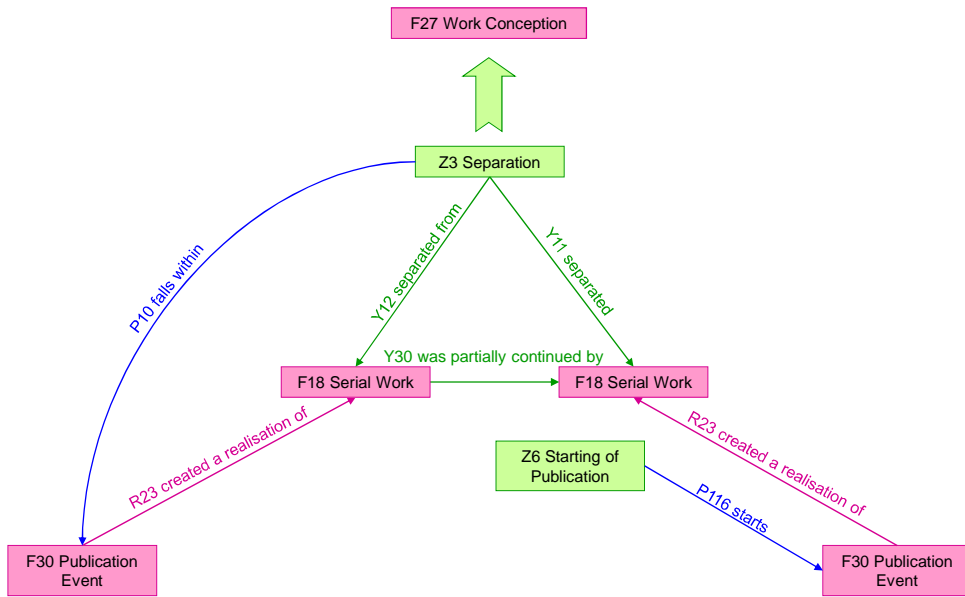 F27 Work Conception
Z3 Separation
P10 falls within
Y12 separated from
Y11 separated
Y30 was partially continued by
F18 Serial Work
F18 Serial Work
R23 created a realisation of
Z6 Starting of
Publication
R23 created a realisation of
P116 starts
F30 Publication
Event
F30 Publication
Event